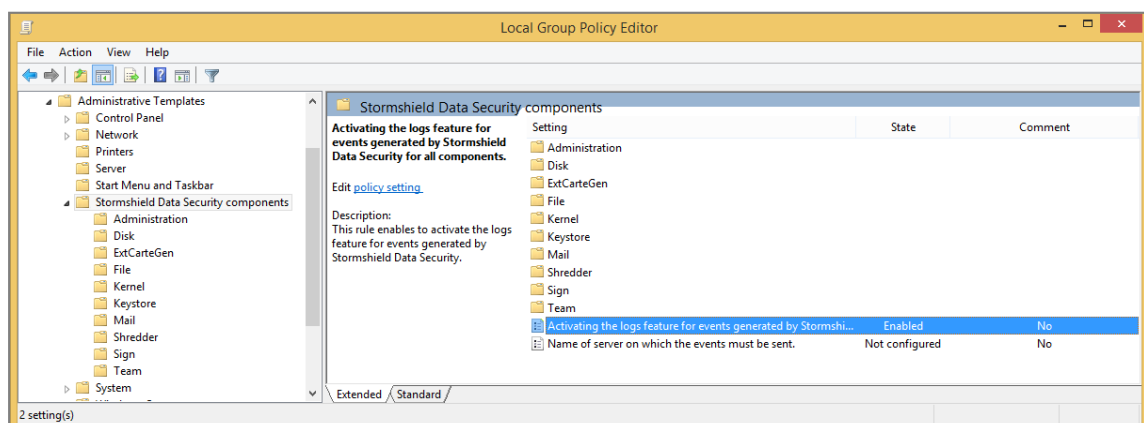 Local Group Policy Editor
File Action View Help
Administrative Templates
Control Panel
Network
Printers
Server
Start Menu and Taskbar
Stormshield Data Security components
Administration
Disk
ExtCarteGen
File
Kernel
Keystore
Mail
Shredder
Sign
Team
System
Stormshield Data Security components
Activating the logs feature for
events generated by Stormshield
Data Security for all components.
Edit policy setting
Description:
This rule enables to activate the logs
feature for events generated by
Stormshield Data Security.
Setting State Comment
Administration
Disk
ExtCarteGen
File
Kernel
Keystore
Mail
Shredder
Sign
Team
Activating the logs feature for events generated by Stormshi... Enabled No
Name of server on which the events must be sent. Not configured No
Extended Standard
2 setting(s)